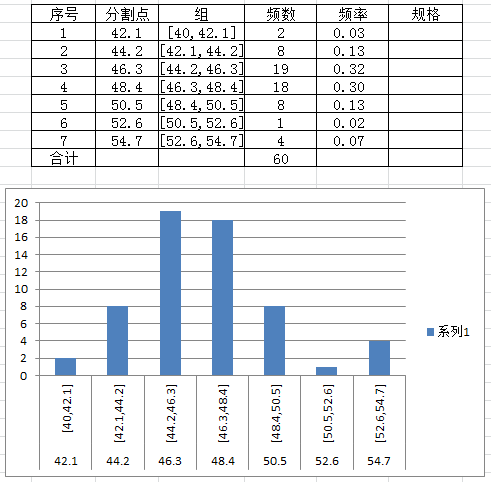 序号 分割点 组 频数 频率 规格
1 42.1 [40,42.1] 2 0.03
2 44.2 [42.1,44.2] 8 0.13
3 46.3 [44.2,46.3] 19 0.32
4 48.4 [46.3,48.4] 18 0.30
5 50.5 [48.4,50.5] 8 0.13
6 52.6 [50.5,52.6] 1 0.02
7 54.7 [52.6,54.7] 4 0.07
合计 60
20
18
16
14
12
10
8
6
4
2
0
系列1
[40,42.1] [42.1,44.2] [44.2,46.3] [46.3,48.4] [48.4,50.5] [50.5,52.6] [52.6,54.7]
42.1 44.2 46.3 48.4 50.5 52.6 54.7